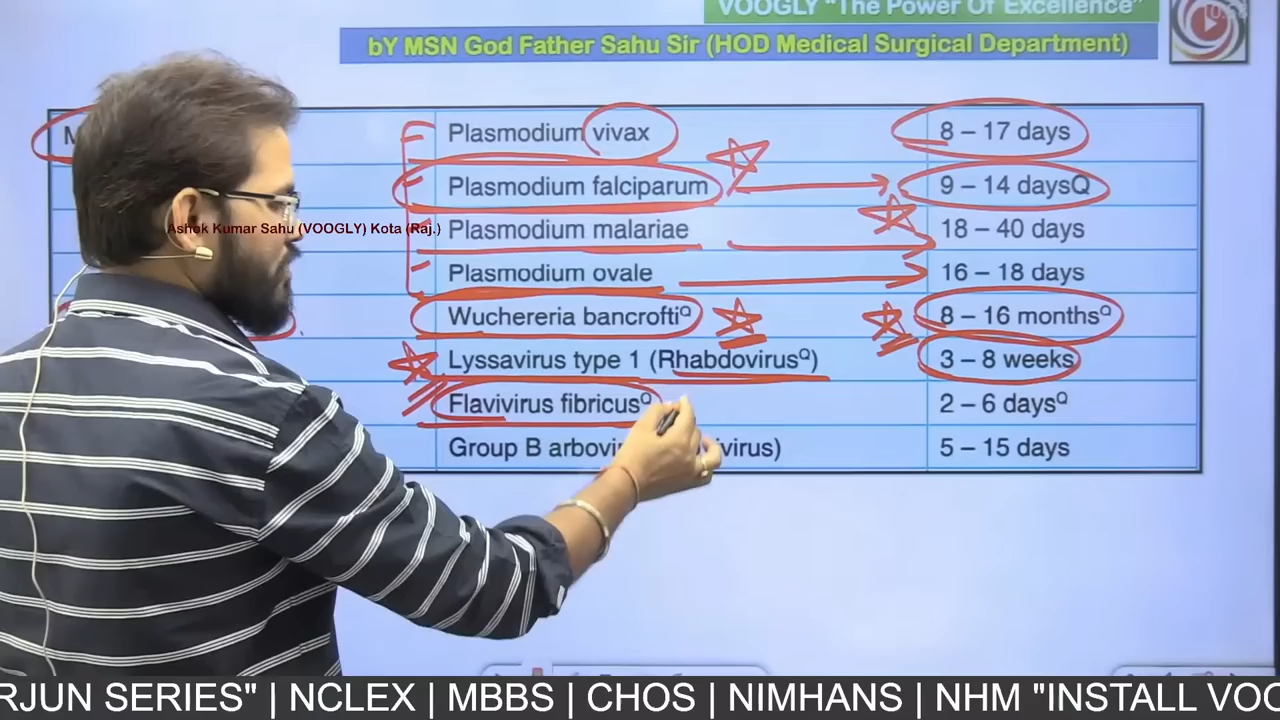 VOOGLY "The Power Of Excellence"
bY MSN God Father Sahu Sir (HOD Medical Surgical Department)
Plasmodium vivax 8 – 17 days
Plasmodium falciparum 9 – 14 daysQ
Ashok Kumar Sahu (VOOGLY) Kota (Raj.)
Plasmodium malariae 18 – 40 days
Plasmodium ovale 16 – 18 days
Wuchereria bancroftiQ 8 – 16 monthsQ
Lyssavirus type 1 (RhabdovirusQ) 3 – 8 weeks
Flavivirus fibricusQ 2 – 6 daysQ
Group B 5 – 15 days
RJUN SERIES" | NCLEX | MBBS | CHOS | NIMHANS | NHM "INSTALL VOO